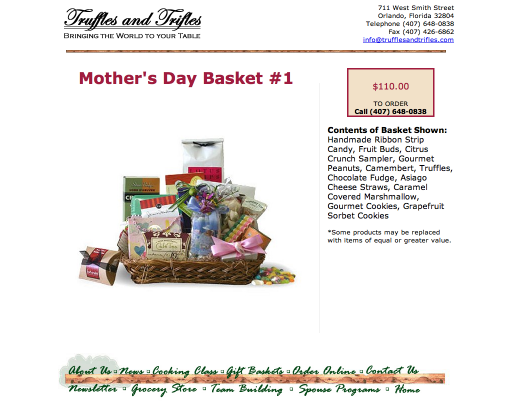 Truffles and Trifles
BRINGING THE WORLD TO YOUR TABLE
711 West Smith Street
Orlando, Florida 32804
Telephone (407) 648-0838
Fax (407) 426-6862
info@trufflesandtrifles.com
Mother's Day Basket #1
$110.00
TO ORDER
Call (407) 648-0838
Contents of Basket Shown:
Handmade Ribbon Strip
Candy, Fruit Buds, Citrus
Crunch Sampler, Gourmet
Peanuts, Camembert, Truffles,
Chocolate Fudge, Asiago
Cheese Straws, Caramel
Covered Marshmallow,
Gourmet Cookies, Grapefruit
Sorbet Cookies
*Some products may be replaced
with items of equal or greater value.
About Us ▫ News ▫ Cooking Class ▫ Gift Baskets ▫ Order Online ▫ Contact Us
Newsletter ▫ Grocery Store ▫ Team Building ▫ Spouse Programs ▫ Home